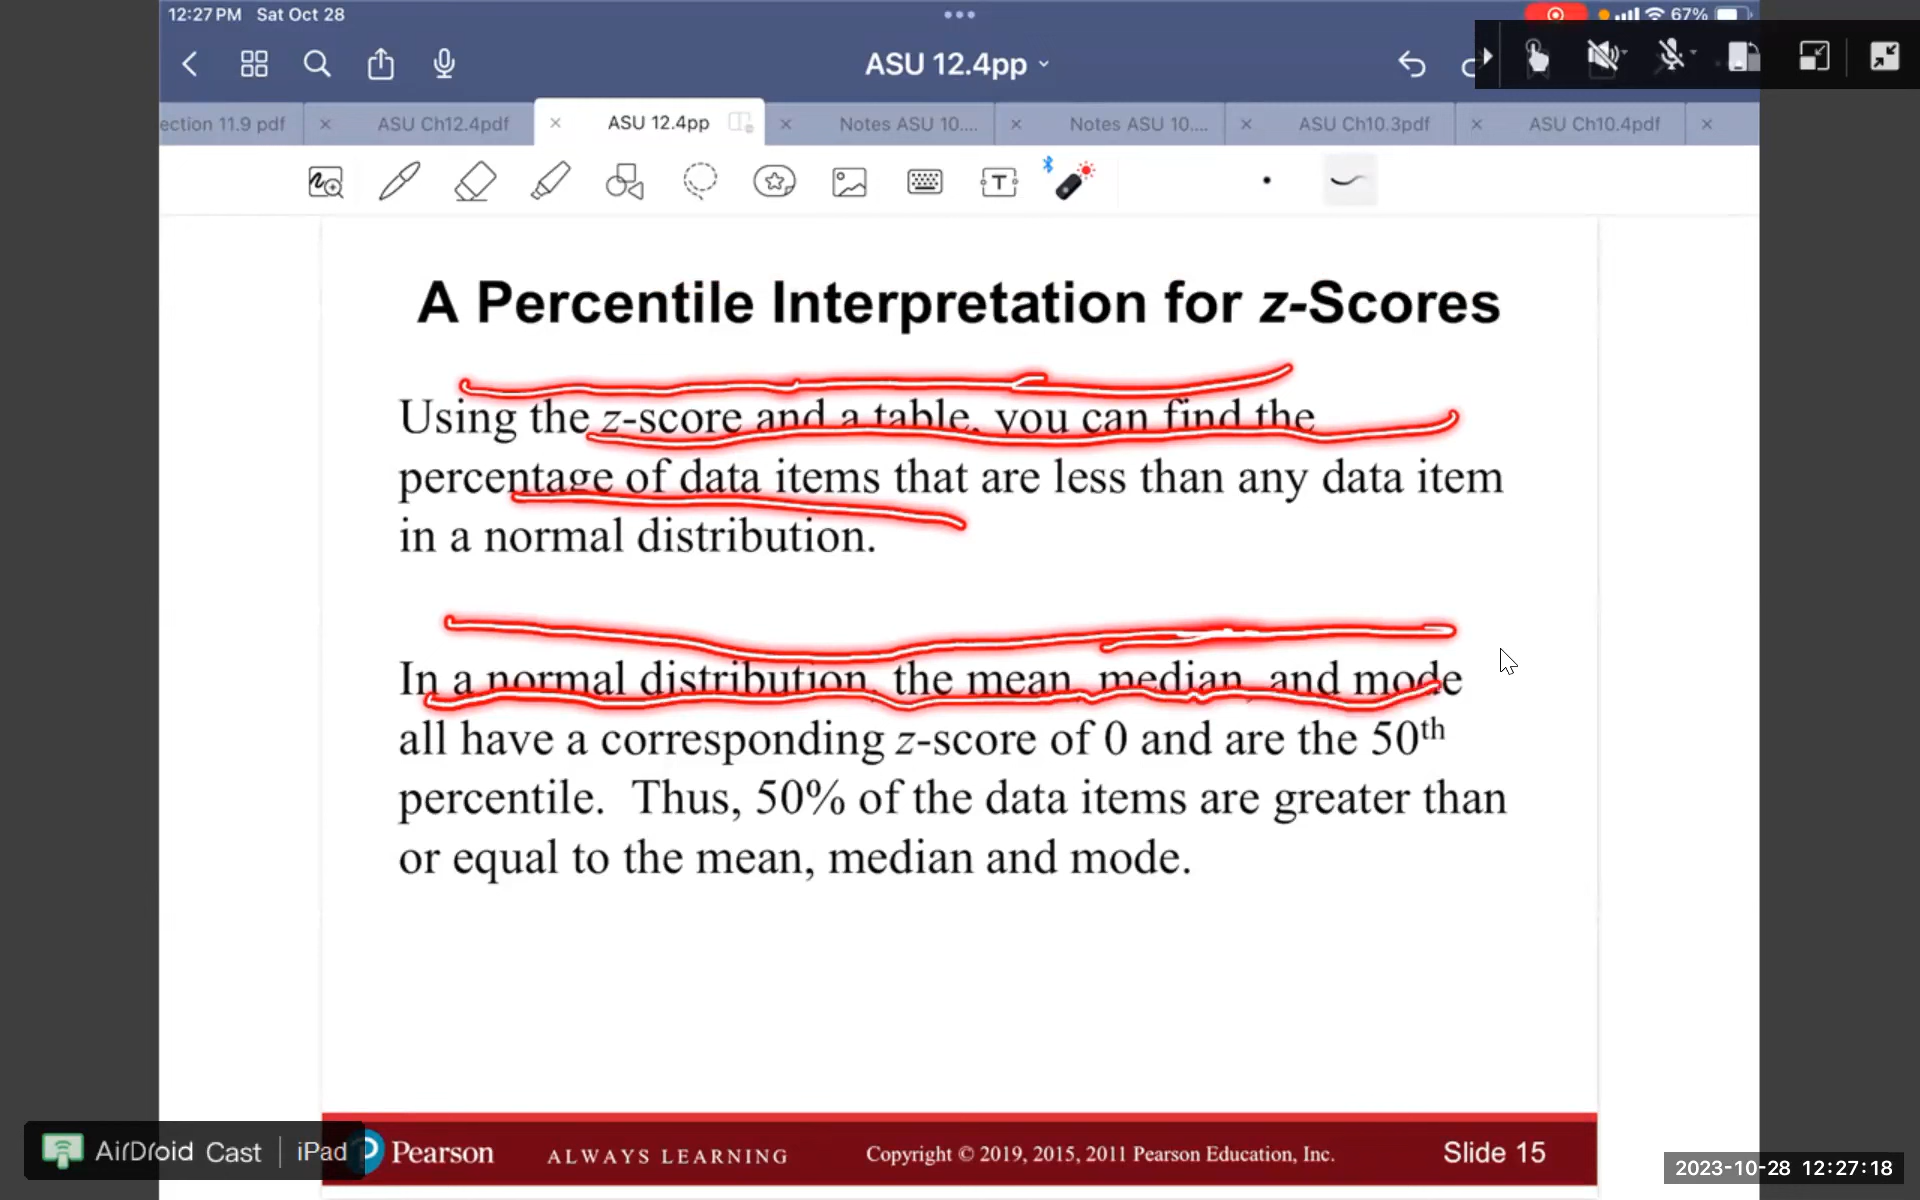 12:27 PM Sat Oct 28
67%
ASU 12.4pp
ection 11.9 pdf
ASU Ch12.4pdf
ASU 12.4pp
Notes ASU 10....
Notes ASU 10....
ASU Ch10.3pdf
ASU Ch10.4pdf
A Percentile Interpretation for z-Scores
Using the z-score and a table, you can find the
percentage of data items that are less than any data item
in a normal distribution.
In a normal distribution, the mean, median, and mode
all have a corresponding z-score of 0 and are the 50th
percentile. Thus, 50% of the data items are greater than
or equal to the mean, median and mode.
AirDroid Cast | iPad
Pearson
ALWAYS LEARNING
Copyright © 2019, 2015, 2011 Pearson Education, Inc.
Slide 15
2023-10-28 12:27:18